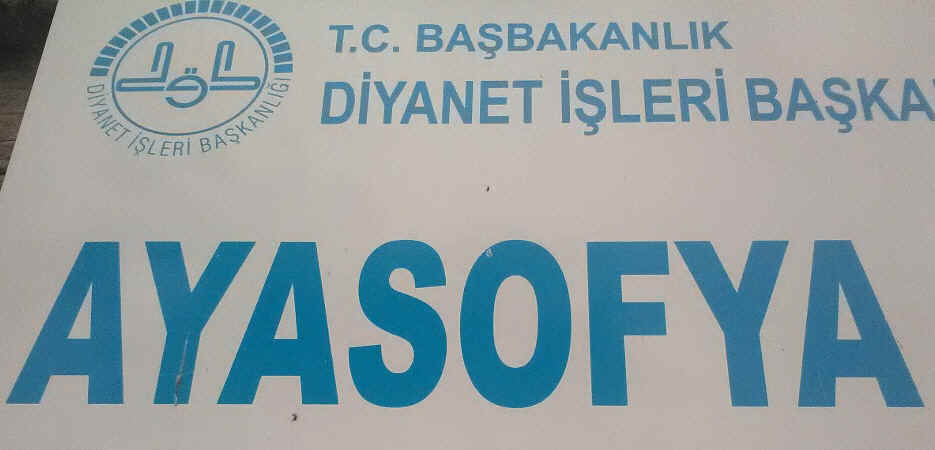 DİYANET İŞLERİ BAŞKANLIĞI
T.C. BAŞBAKANLIK
DİYANET İŞLERİ BAŞKA
AYASOFYA